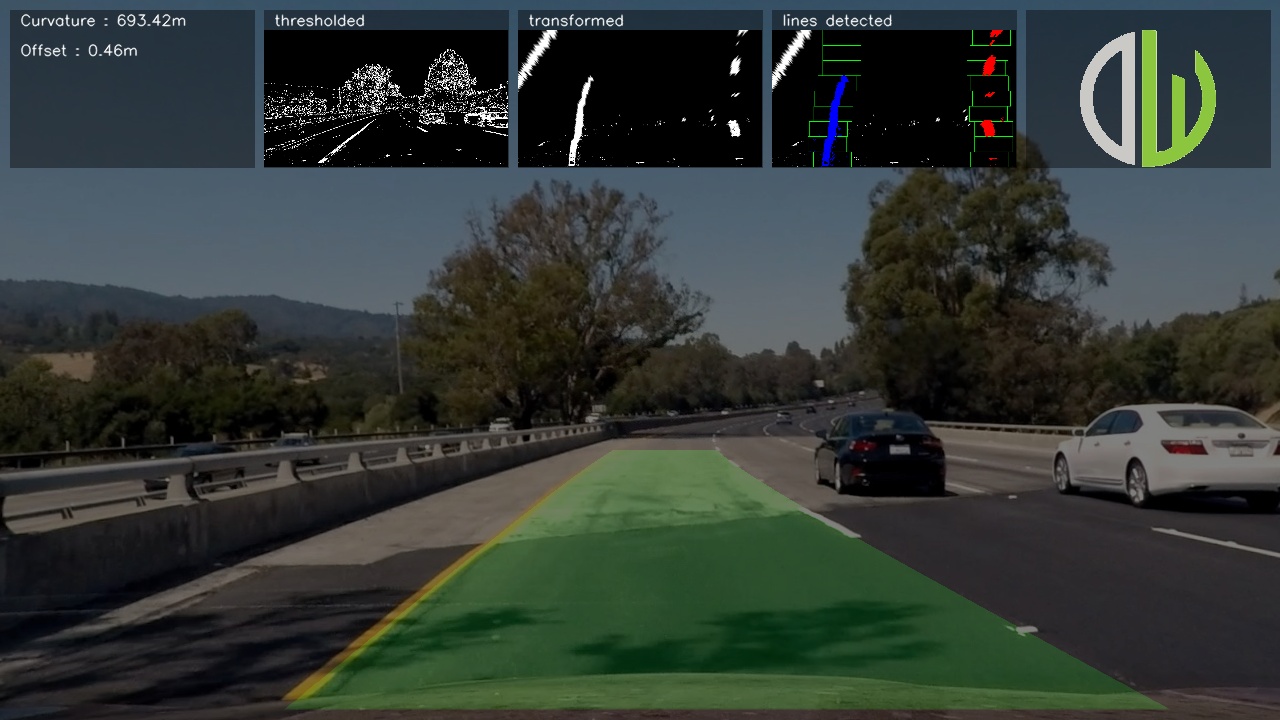 Curvature : 693.42m
Offset : 0.46m
thresholded
transformed
lines detected